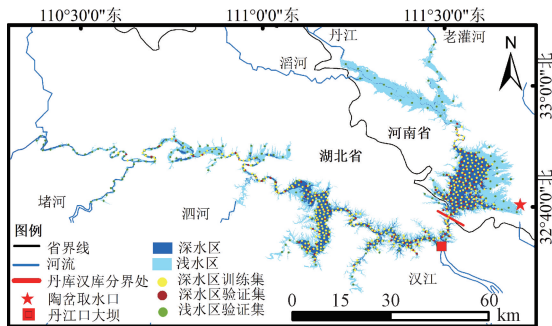 110°30′0″东
111°0′0″东
111°30′0″东
丹江
老灌河
滔河
N
33°0′0″北
河南省
湖北省
堵河
泗河
32°40′0″北
汉江
图例
省界线
河流
丹库汉库分界处
陶岔取水口
丹江口大坝
深水区
浅水区
深水区训练集
深水区验证集
浅水区验证集
0 15 30 60
km